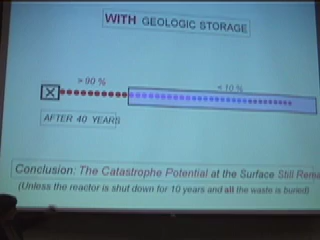 WITH GEOLOGIC STORAGE
> 90 %
< 10 %
AFTER 40 YEARS
Conclusion: The Catastrophe Potential at the Surface Still
(Unless the reactor is shut down for 10 years and all the waste is buried)